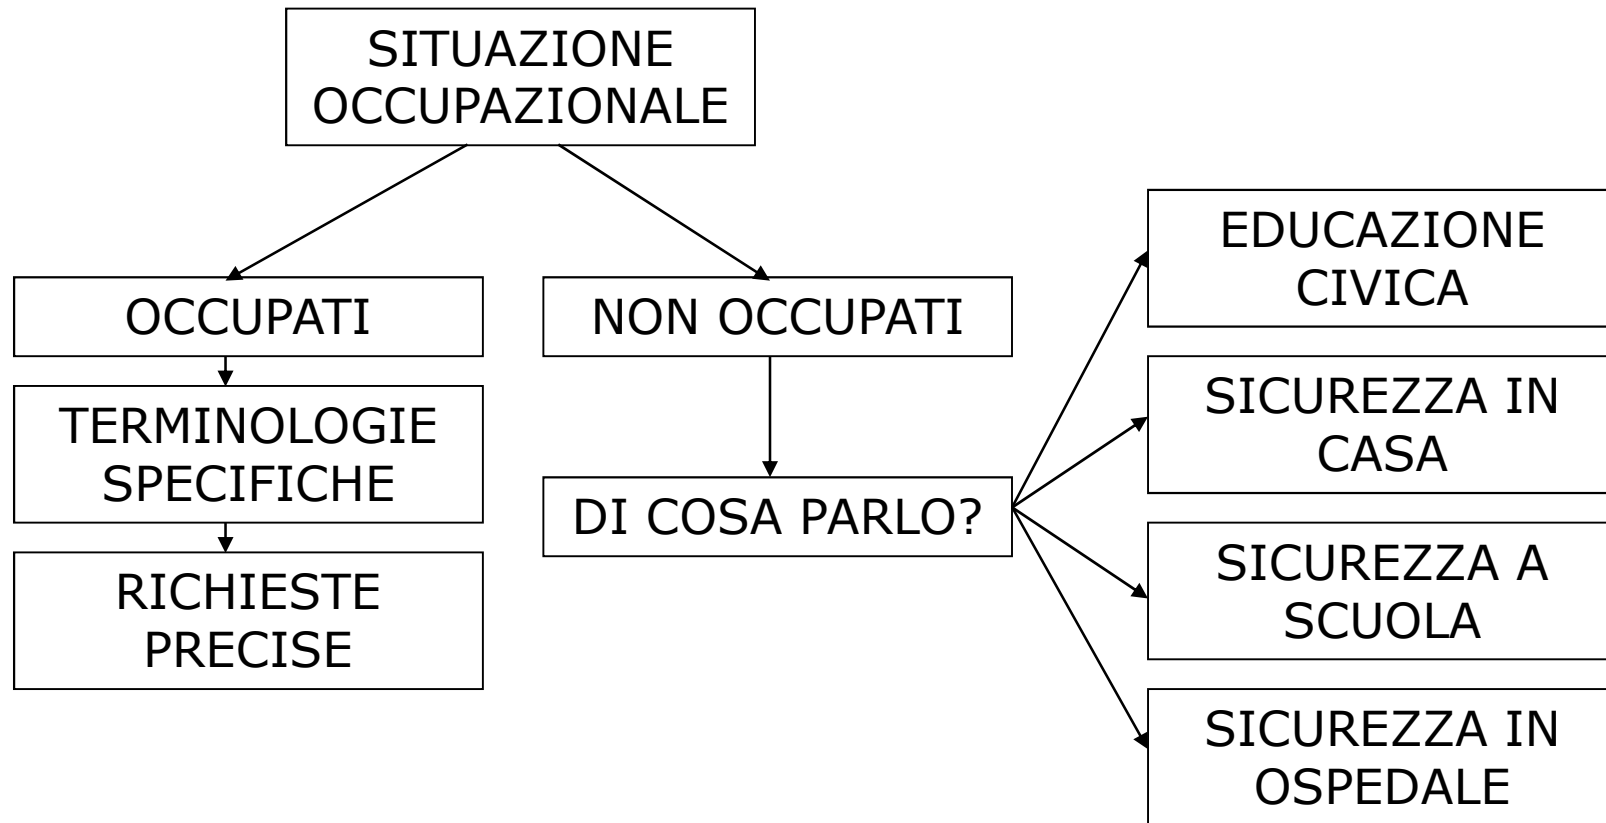 SITUAZIONE
OCCUPAZIONALE
OCCUPATI
TERMINOLOGIE
SPECIFICHE
RICHIESTE
PRECISE
NON OCCUPATI
DI COSA PARLO?
EDUCAZIONE
CIVICA
SICUREZZA IN
CASA
SICUREZZA A
SCUOLA
SICUREZZA IN
OSPEDALE